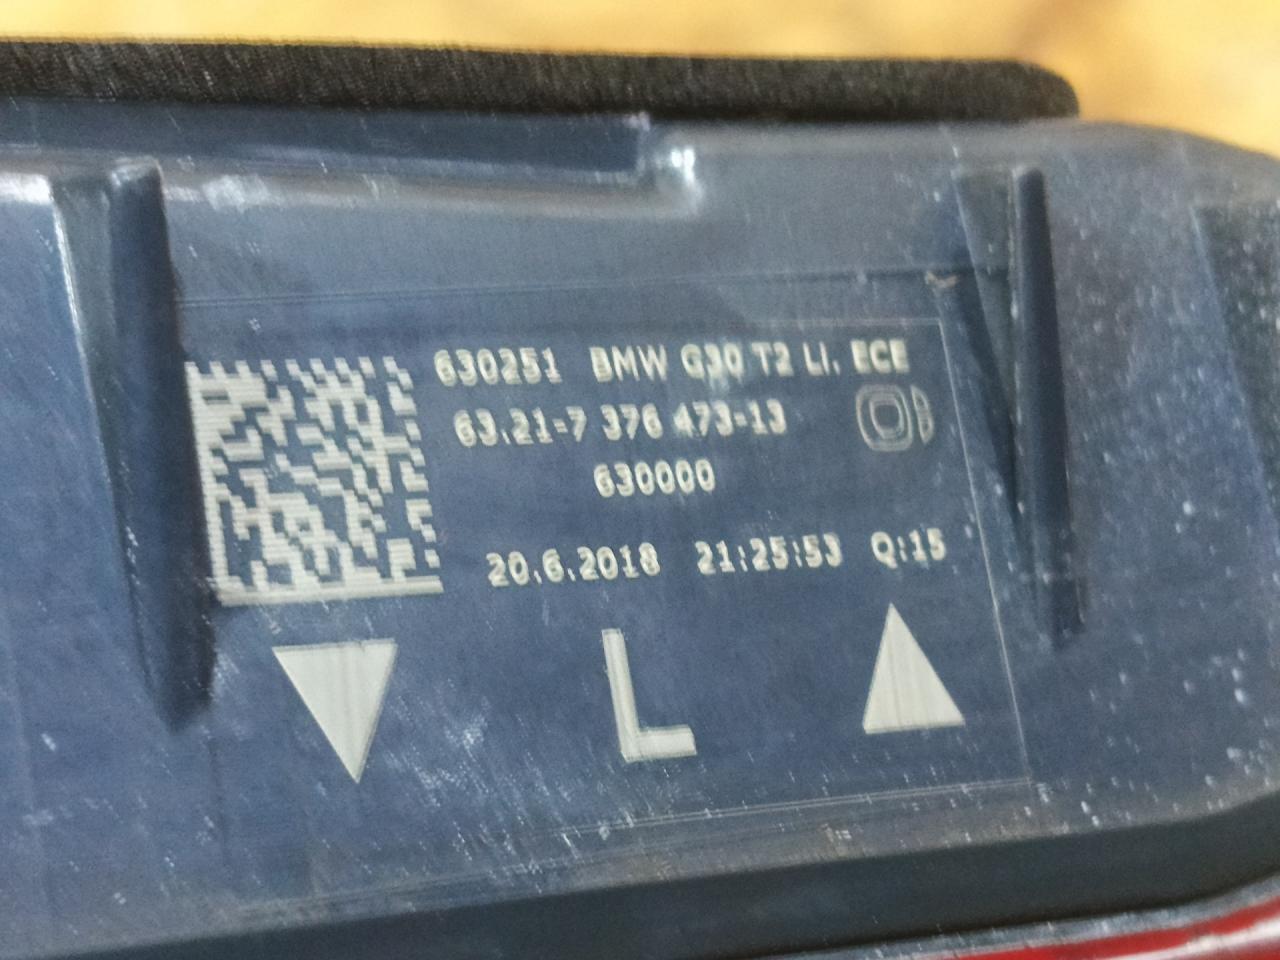 630251 BMW G30 T2 LI. ECE
63.21-7 376 473-13
630000
20.6.2018 21:25:53 Q:15
L